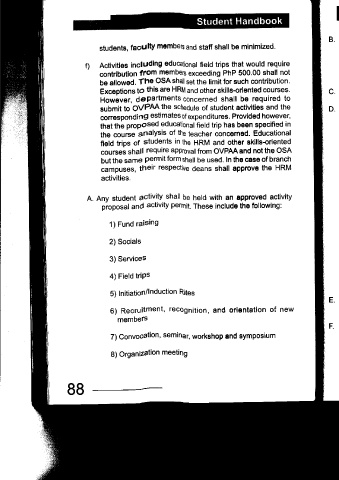 Student Handbook
students, faculty membes and staff shall be minimized.
f) Activities including educational field trips that would require
contribution from members exceeding PhP 500.00 shall not
be allowed. The OSA shall set the limit for such contribution.
Exceptions to this are HRM and other skills-oriented courses.
However, departments concerned shall be required to
submit to OVPAA the schedule of student activities and the
corresponding estimates of expenditures. Provided however,
that the proposed educational field trip has been specified in
the course analysis of the teacher concerned. Educational
field trips of students in the HRM and other skills-oriented
courses shall require approval from OVPAA and not the OSA
but the same permit form shall be used. In the case of branch
campuses, their respective deans shall approve the HRM
activities.
A. Any student activity shall be held with an approved activity
proposal and activity permit. These include the following:
1) Fund raising
2) Socials
3) Services
4) Field trips
5) Initiation/Induction Rites
6) Recruitment, recognition, and orientation of new
members
7) Convocation, seminar, workshop and symposium
8) Organization meeting
88
B.
C.
D.
E.
F.